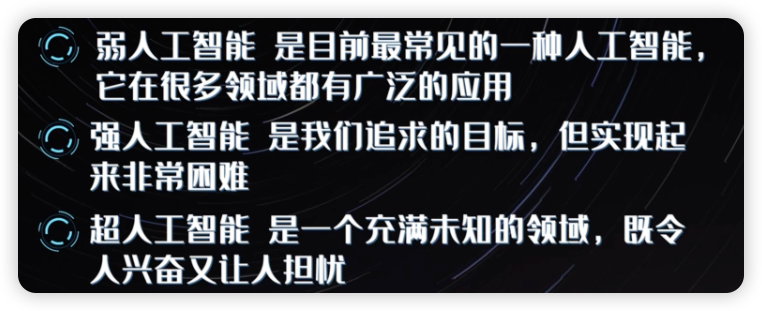 弱人工智能 是目前最常见的一种人工智能，
它在很多领域都有广泛的应用
强人工智能 是我们追求的目标，但实现起
来非常困难
超人工智能 是一个充满未知的领域，既令
人兴奋又让人担忧